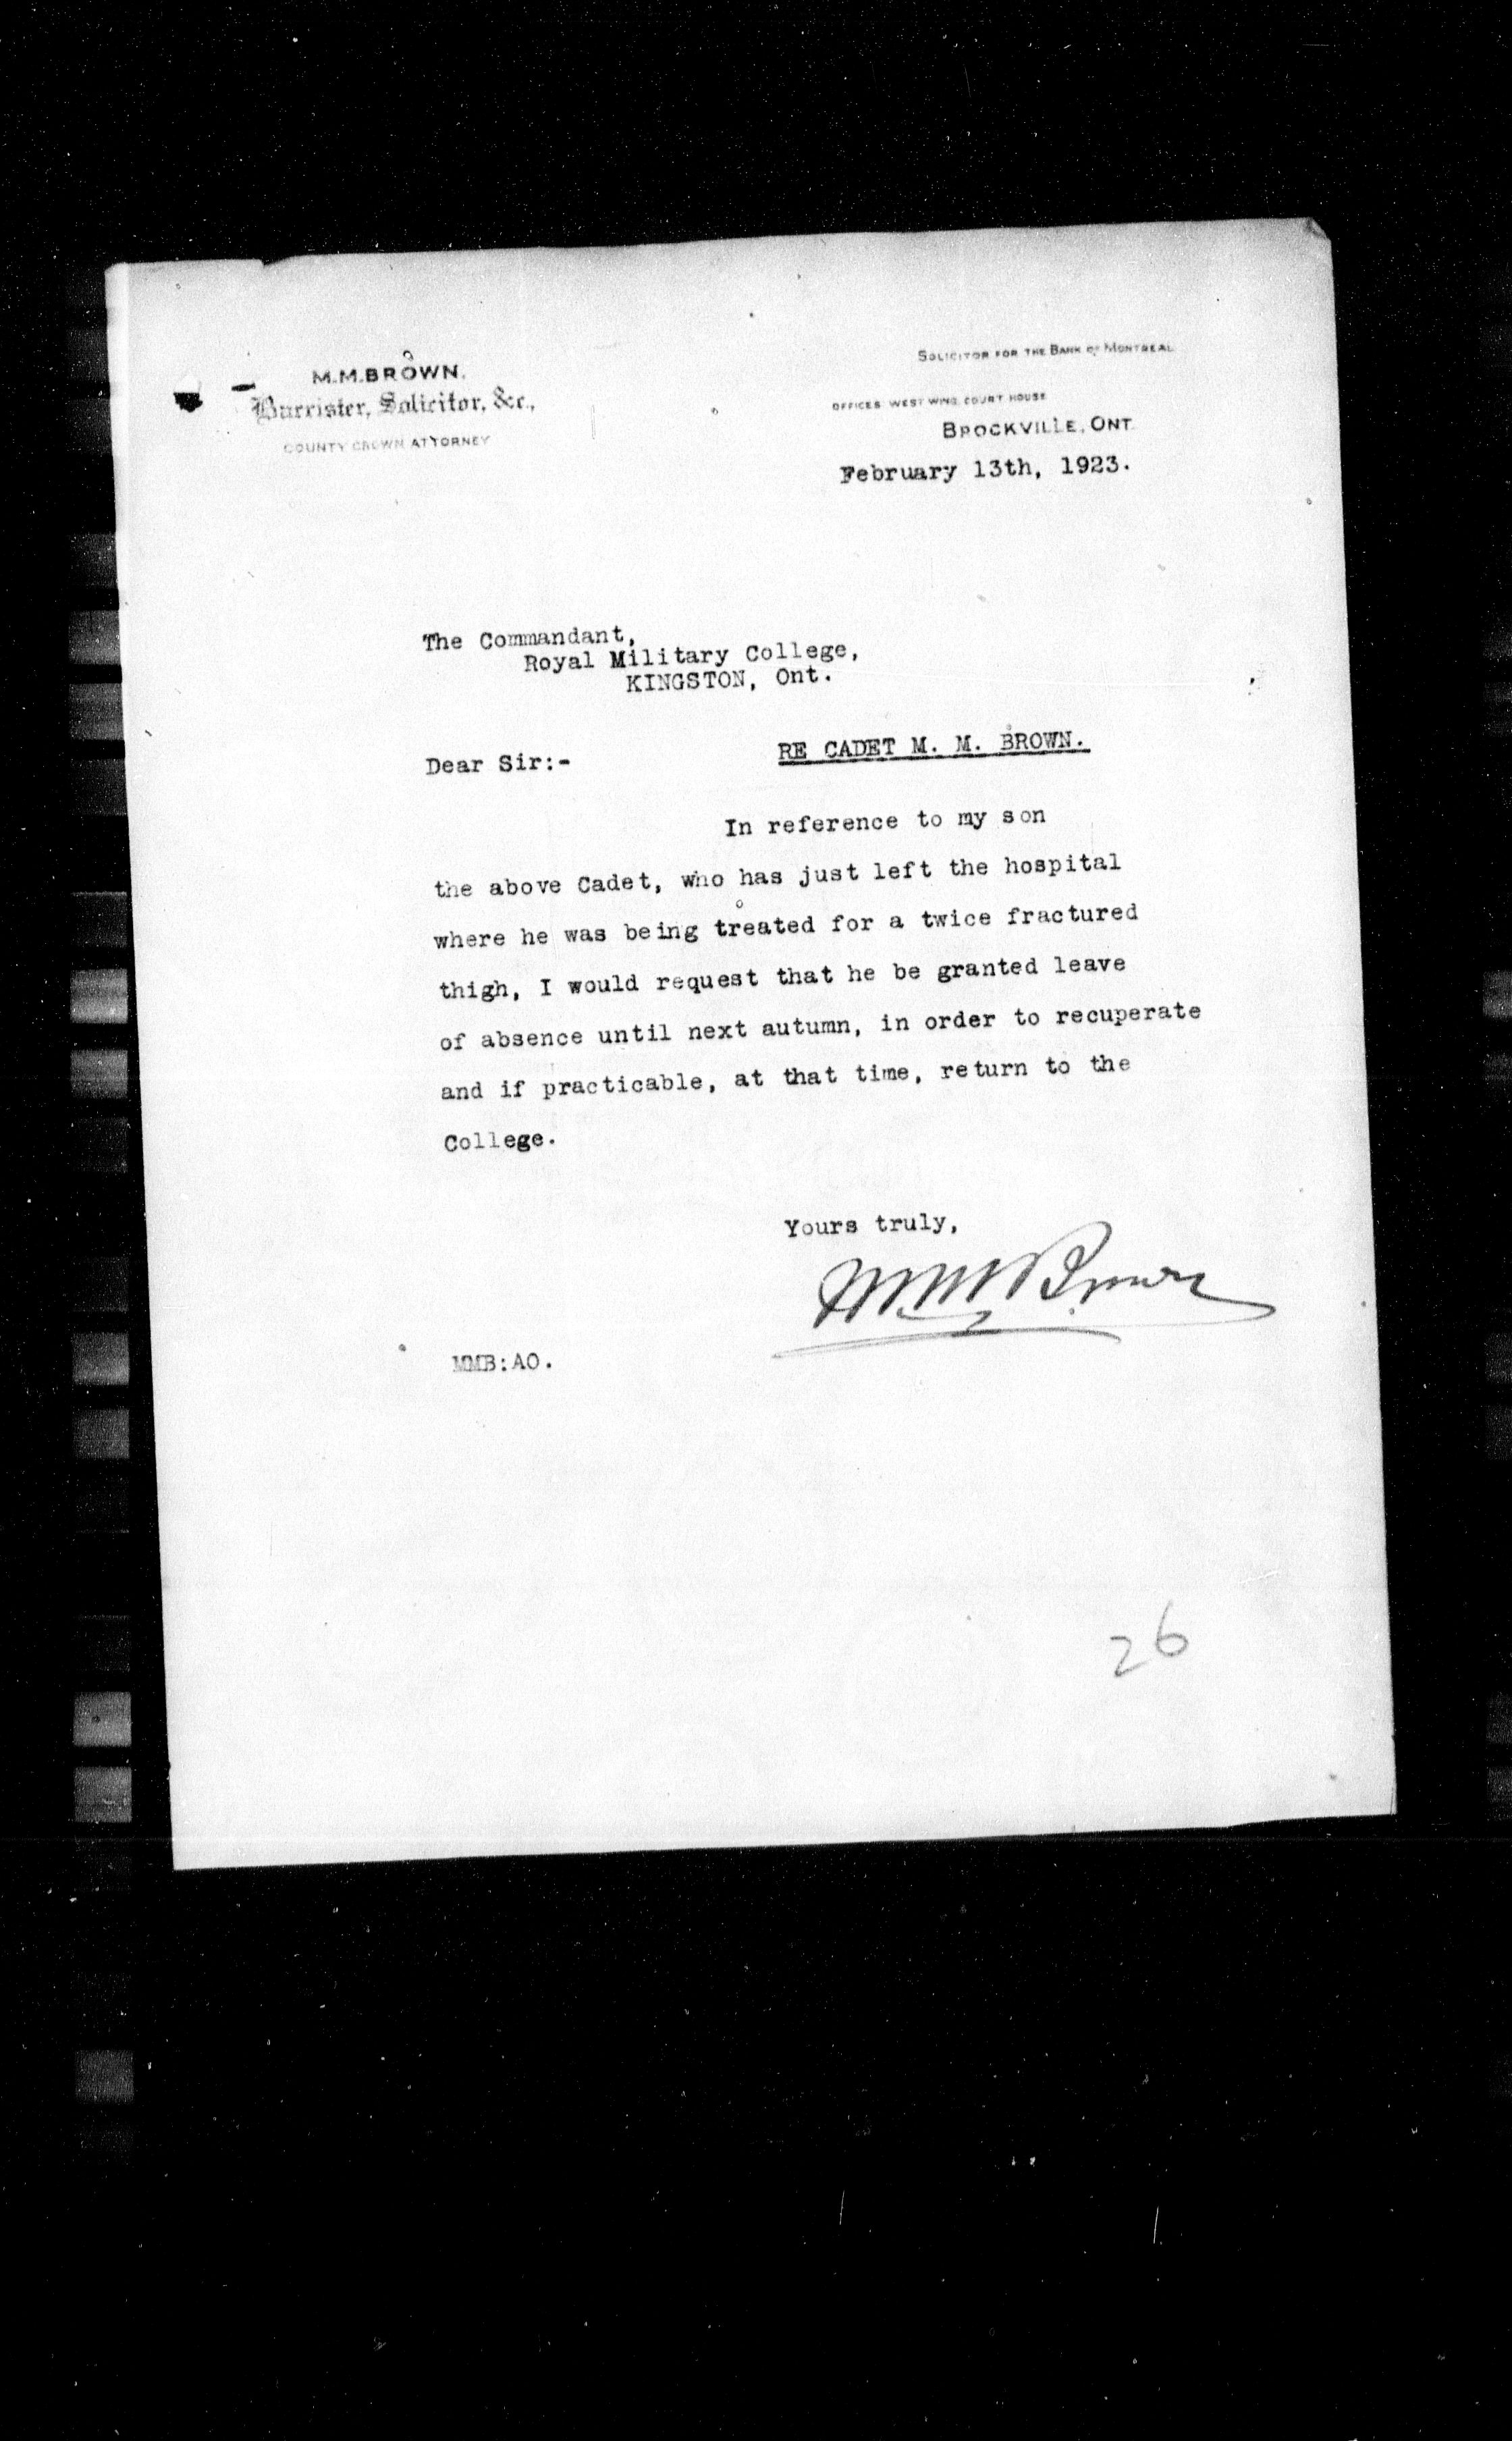 M.M.BROWN.
Barrister, Solicitor, &c.,
COUNTY CROWN ATTORNEY
SOLICITOR FOR THE BANK OF MONTREAL
OFFICES WEST WING, COURT HOUSE
BROCKVILLE, ONT.
February 13th, 1923.
The Commandant,
Royal Military College,
KINGSTON, Ont.
Dear Sir:-
RE CADET M. M. BROWN.
In reference to my son
the above Cadet, who has just left the hospital
where he was being treated for a twice fractured
thigh, I would request that he be granted leave
of absence until next autumn, in order to recuperate
and if practicable, at that time, return to the
College.
Yours truly,
M.M. Brown
MMB:AO.
26